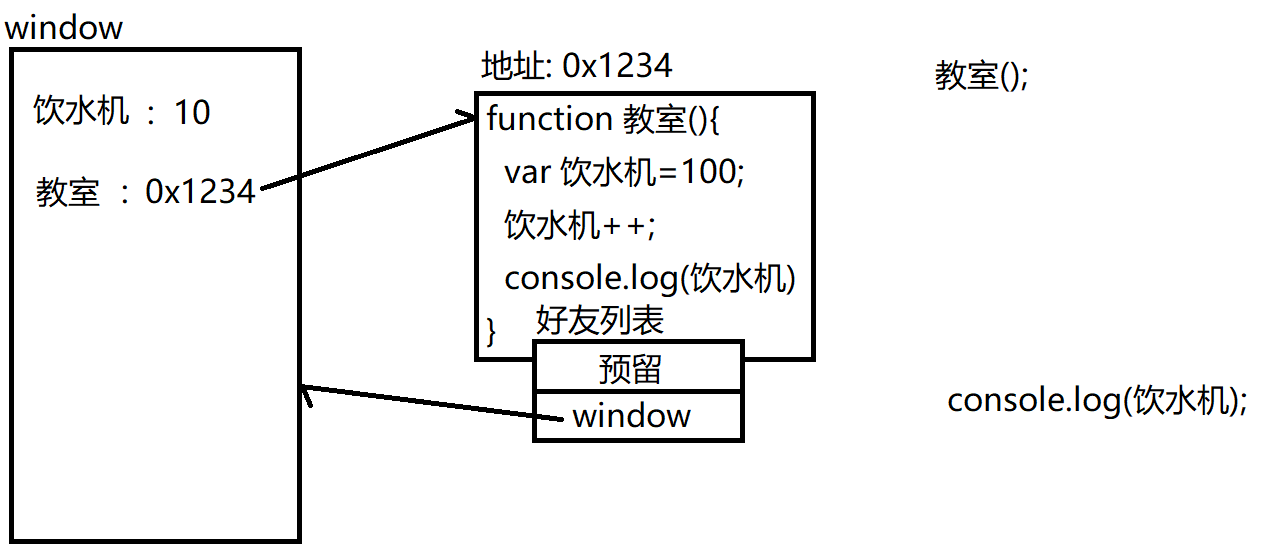 window
饮水机 : 10
教室 : 0x1234
地址: 0x1234
function 教室(){
var 饮水机=100;
饮水机++;
console.log(饮水机)
}
好友列表
预留
window
教室();
console.log(饮水机);